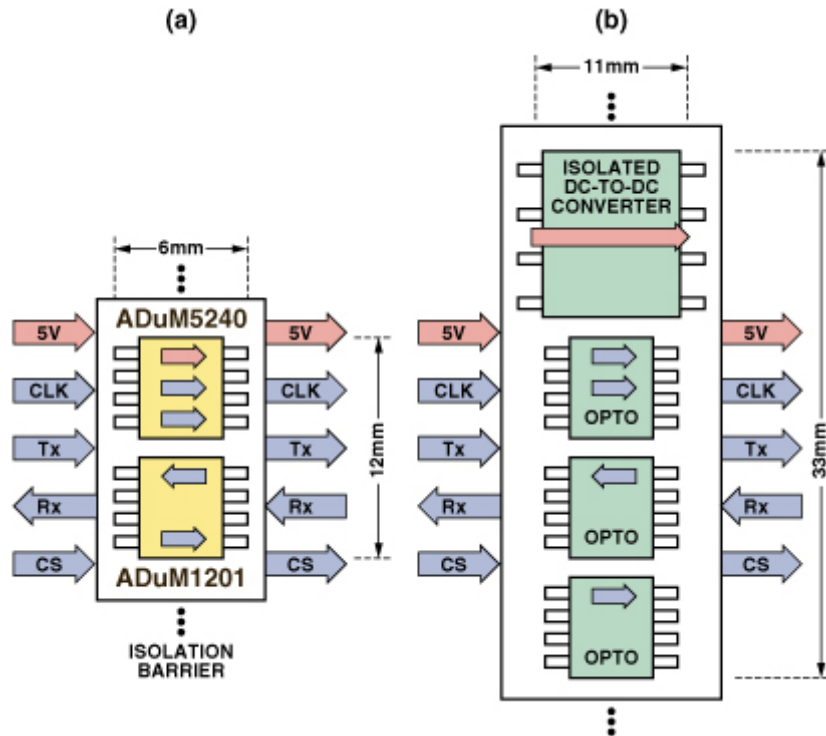 (a)
6mm
ADuM5240
5V
CLK
Tx
Rx
CS
5V
CLK
Tx
Rx
CS
12mm
ADuM1201
ISOLATION
BARRIER
(b)
11mm
ISOLATED
DC-TO-DC
CONVERTER
5V
CLK
Tx
Rx
CS
OPTO
OPTO
OPTO
5V
CLK
Tx
Rx
CS
33mm